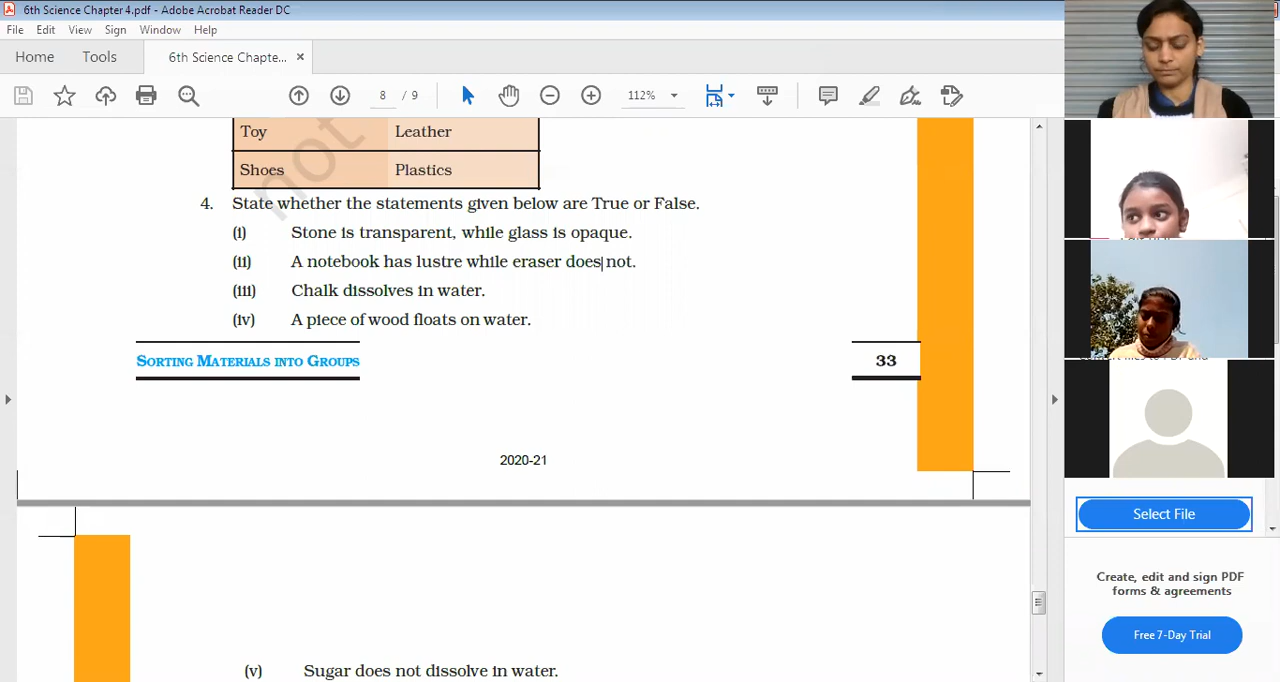 6th Science Chapter 4.pdf - Adobe Acrobat Reader DC
File Edit View Sign Window Help
Home Tools 6th Science Chapte... ×
8 / 9 112%
Toy Leather
Shoes Plastics
not
4. State whether the statements given below are True or False.
(i) Stone is transparent, while glass is opaque.
(ii) A notebook has lustre while eraser does not.
(iii) Chalk dissolves in water.
(iv) A piece of wood floats on water.
SORTING MATERIALS INTO GROUPS 33
2020-21
(v) Sugar does not dissolve in water.
Select File
Create, edit and sign PDF
forms & agreements
Free 7-Day Trial